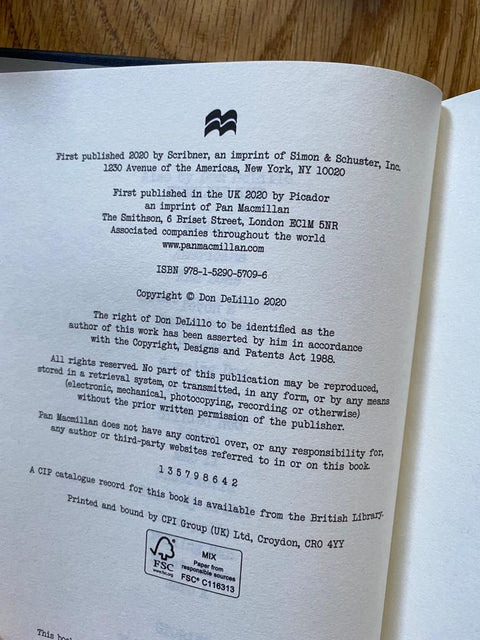 First published 2020 by Scribner, an imprint of Simon & Schuster, Inc.
1230 Avenue of the Americas, New York, NY 10020
First published in the UK 2020 by Picador
an imprint of Pan Macmillan
The Smithson, 6 Briset Street, London EC1M 5NR
Associated companies throughout the world
www.panmacmillan.com
ISBN 978-1-5290-5709-6
Copyright © Don DeLillo 2020
The right of Don DeLillo to be identified as the
author of this work has been asserted by him in accordance
with the Copyright, Designs and Patents Act 1988.
All rights reserved. No part of this publication may be reproduced,
stored in a retrieval system, or transmitted, in any form, or by any means
(electronic, mechanical, photocopying, recording or otherwise)
without the prior written permission of the publisher.
Pan Macmillan does not have any control over, or any responsibility for,
any author or third-party websites referred to in or on this book.
1 3 5 7 9 8 6 4 2
A CIP catalogue record for this book is available from the British Library.
Printed and bound by CPI Group (UK) Ltd, Croydon, CR0 4YY
FSC
www.fsc.org
MIX
Paper from
responsible sources
FSC® C116313
This boo